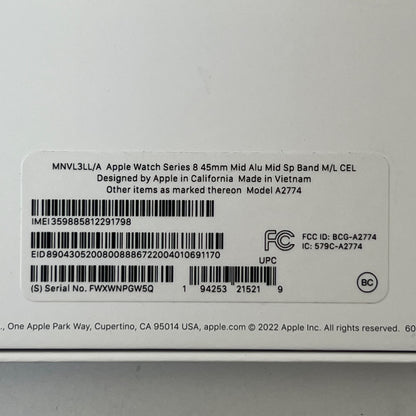 MNVL3LL/A Apple Watch Series 8 45mm Mid Alu Mid Sp Band M/L CEL
Designed by Apple in California Made in Vietnam
Other items as marked thereon Model A2774
IMEI 359885812291798
FCC ID: BCG-A2774
IC: 579C-A2774
EID 89043052008008886722004010691170
UPC
(S) Serial No. FWXWNPGW5Q
1 94253 21521 9
BC
One Apple Park Way, Cupertino, CA 95014 USA, apple.com © 2022 Apple Inc. All rights reserved. 60